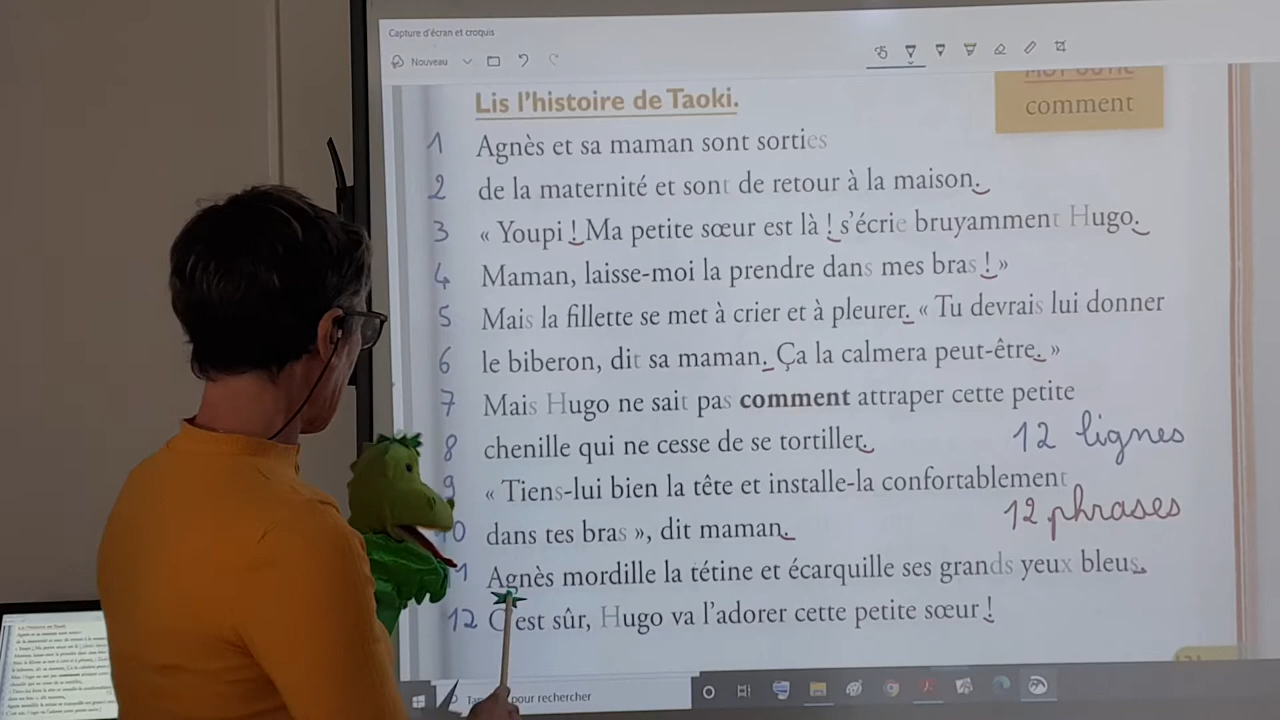 Capture d'écran et croquis
Nouveau
Lis l'histoire de Taoki.
MOT OUTIL
comment
1 Agnès et sa maman sont sorties
2 de la maternité et sont de retour à la maison.
3 « Youpi ! Ma petite sœur est là ! s'écrie bruyamment Hugo.
4 Maman, laisse-moi la prendre dans mes bras ! »
5 Mais la fillette se met à crier et à pleurer. « Tu devrais lui donner
6 le biberon, dit sa maman. Ça la calmera peut-être. »
7 Mais Hugo ne sait pas comment attraper cette petite
8 chenille qui ne cesse de se tortiller.
12 lignes
9 « Tiens-lui bien la tête et installe-la confortablement
12 phrases
10 dans tes bras », dit maman.
11 Agnès mordille la tétine et écarquille ses grands yeux bleus.
12 C'est sûr, Hugo va l'adorer cette petite sœur !
pour rechercher